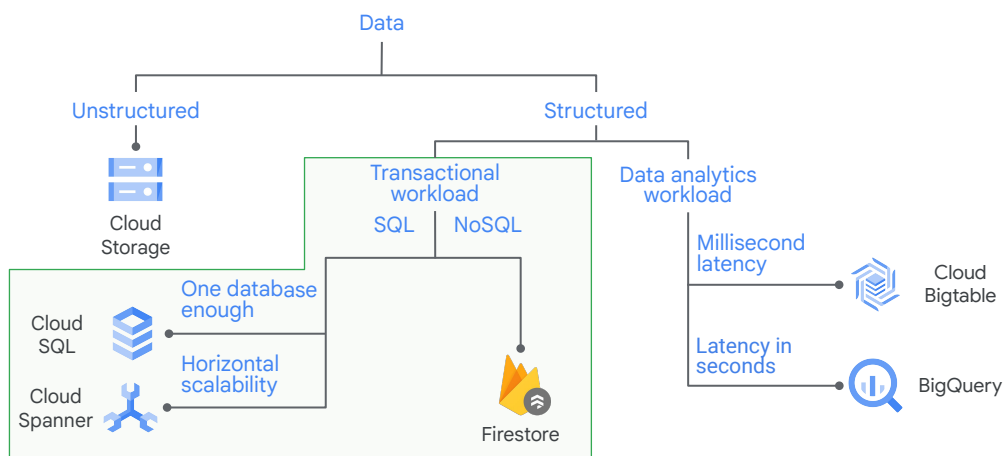 Data
Unstructured
Structured
Cloud
Storage
Transactional
workload
SQL
NoSQL
Data analytics
workload
One database
enough
Cloud
SQL
Horizontal
scalability
Cloud
Spanner
Firestore
Millisecond
latency
Cloud
Bigtable
Latency in
seconds
BigQuery